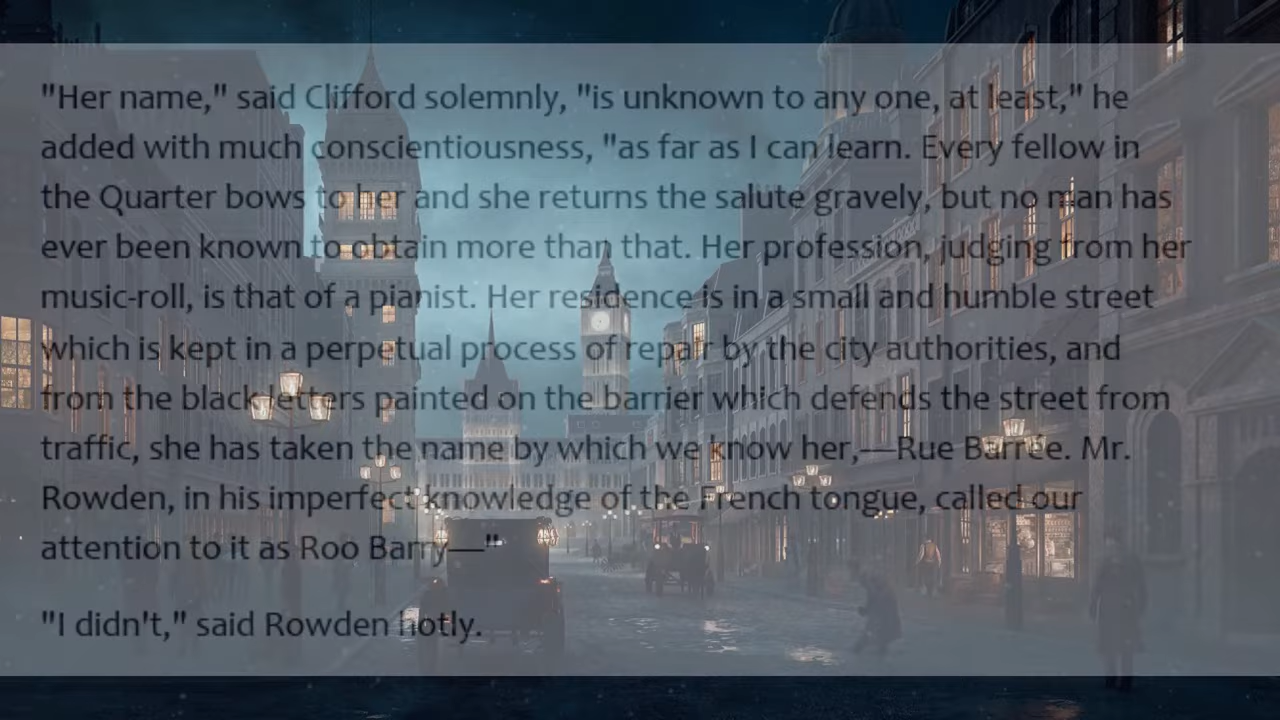 "Her name," said Clifford solemnly, "is unknown to any one, at least," he
added with much conscientiousness, "as far as I can learn. Every fellow in
the Quarter bows to her and she returns the salute gravely, but no man has
ever been known to obtain more than that. Her profession, judging from her
music-roll, is that of a pianist. Her residence is in a small and humble street
which is kept in a perpetual process of repair by the city authorities, and
from the black letters painted on the barrier which defends the street from
traffic, she has taken the name by which we know her,—Rue Barrée. Mr.
Rowden, in his imperfect knowledge of the French tongue, called our
attention to it as Roo Barry—"
"I didn't," said Rowden hotly.